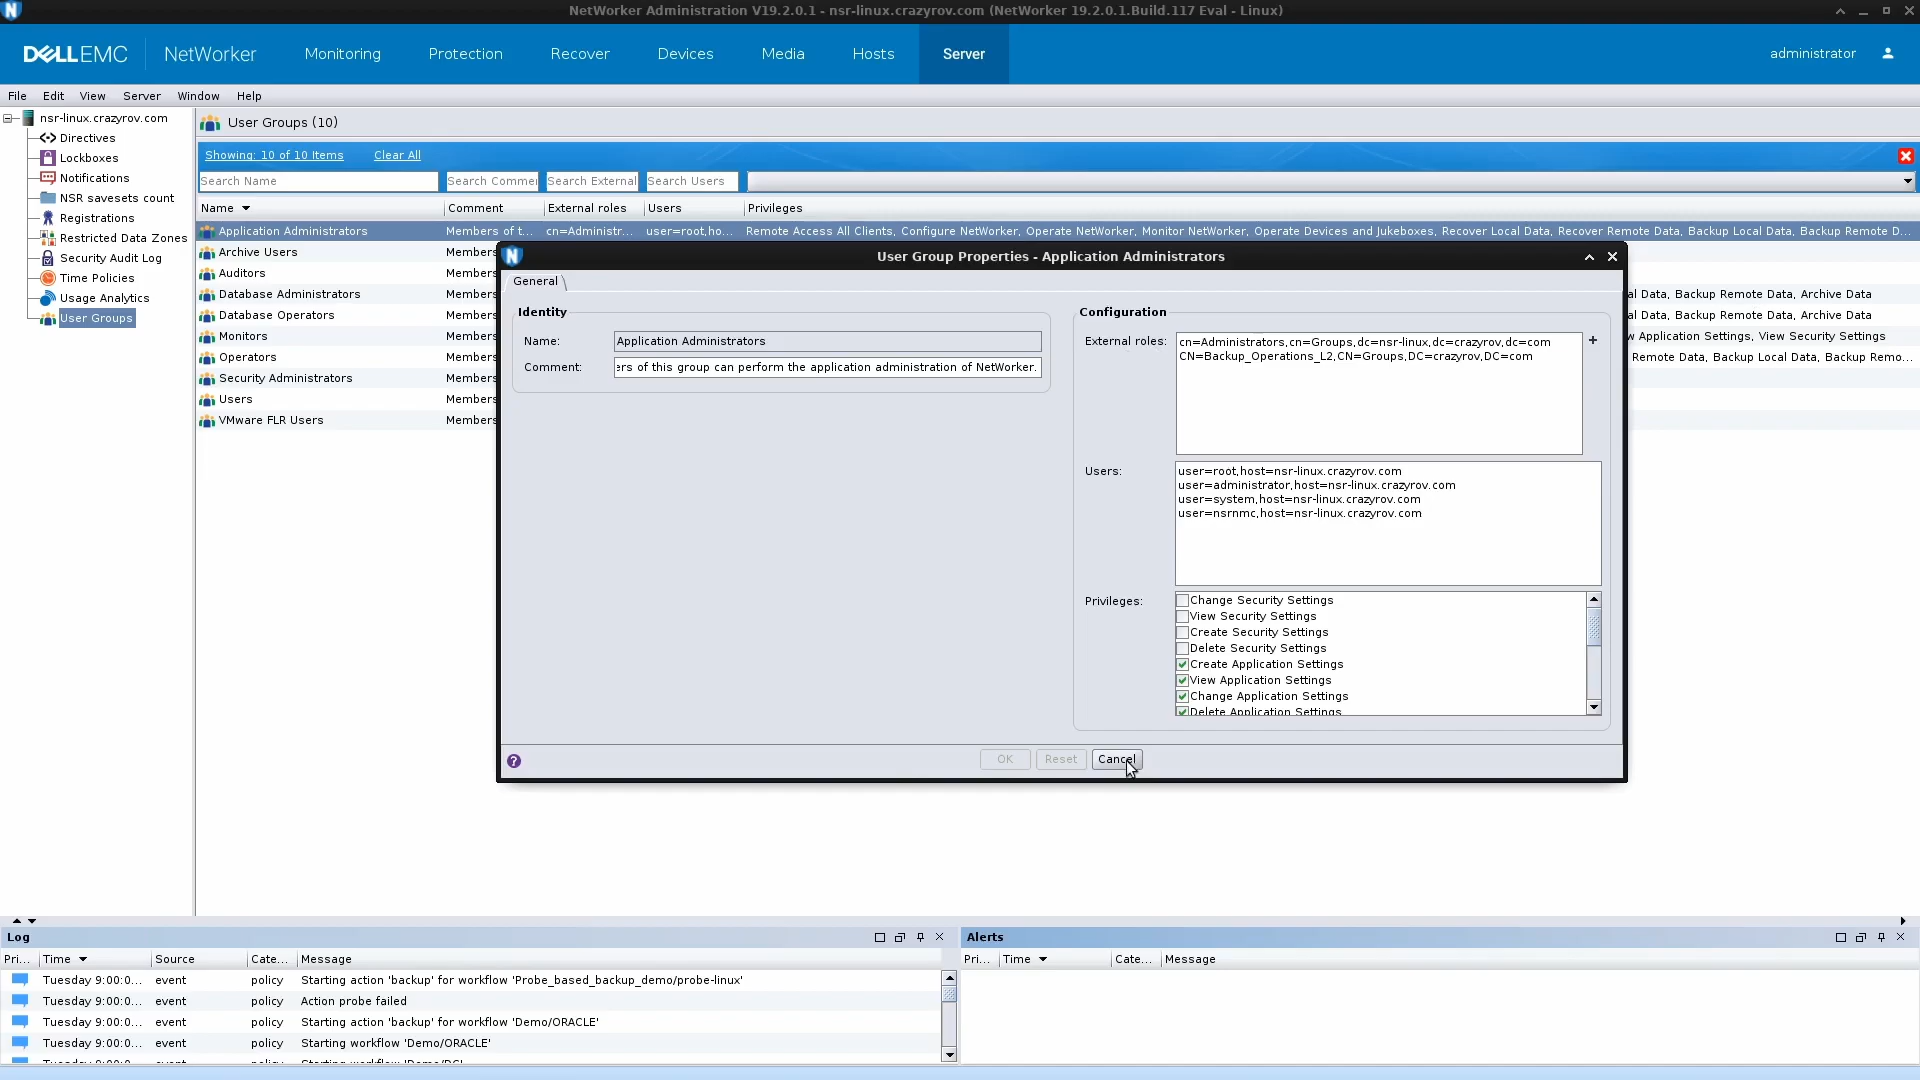 NetWorker Administration V19.2.0.1 - nsr-linux.crazyrov.com (NetWorker 19.2.0.1.Build.117 Eval - Linux)
DELLEMC NetWorker Monitoring Protection Recover Devices Media Hosts Server administrator
File Edit View Server Window Help
nsr-linux.crazyrov.com
Directives
Lockboxes
Notifications
NSR savesets count
Registrations
Restricted Data Zones
Security Audit Log
Time Policies
Usage Analytics
User Groups
User Groups (10)
Showing: 10 of 10 Items Clear All
Search Name Search Commer Search External Search Users
Name Comment External roles Users Privileges
Application Administrators Members of t... cn=Administr... user=root,ho... Remote Access All Clients, Configure NetWorker, Operate NetWorker, Monitor NetWorker, Operate Devices and Jukeboxes, Recover Local Data, Recover Remote Data, Backup Local Data, Backup Remote D...
Archive Users Members
Auditors Members
Database Administrators Members al Data, Backup Remote Data, Archive Data
Database Operators Members al Data, Backup Remote Data, Archive Data
Monitors Members w Application Settings, View Security Settings
Operators Members Remote Data, Backup Local Data, Backup Remo...
Security Administrators Members
Users Members
VMware FLR Users Members
User Group Properties - Application Administrators
General
Identity
Name: Application Administrators
Comment: ers of this group can perform the application administration of NetWorker.
Configuration
External roles: cn=Administrators,cn=Groups,dc=nsr-linux,dc=crazyrov,dc=com
CN=Backup_Operations_L2,CN=Groups,DC=crazyrov,DC=com
+
Users: user=root,host=nsr-linux.crazyrov.com
user=administrator,host=nsr-linux.crazyrov.com
user=system,host=nsr-linux.crazyrov.com
user=nsrnmc,host=nsr-linux.crazyrov.com
Privileges: Change Security Settings
View Security Settings
Create Security Settings
Delete Security Settings
Create Application Settings
View Application Settings
Change Application Settings
Delete Application Settings
? OK Reset Cancel
Log
Pri... Time Source Cate... Message
Tuesday 9:00:0... event policy Starting action 'backup' for workflow 'Probe_based_backup_demo/probe-linux'
Tuesday 9:00:0... event policy Action probe failed
Tuesday 9:00:0... event policy Starting action 'backup' for workflow 'Demo/ORACLE'
Tuesday 9:00:0... event policy Starting workflow 'Demo/ORACLE'
Alerts
Pri... Time Cate... Message